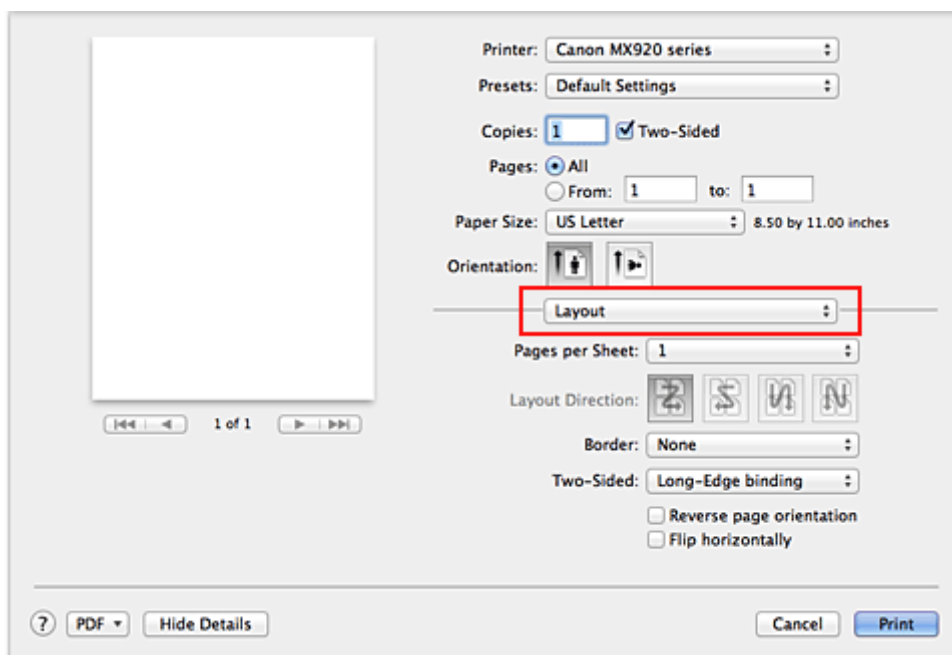 Printer: Canon MX920 series
Presets: Default Settings
Copies: 1 Two-Sided
Pages: All
From: 1 to: 1
Paper Size: US Letter 8.50 by 11.00 inches
Orientation:
Layout
Pages per Sheet: 1
Layout Direction:
1 of 1
Border: None
Two-Sided: Long-Edge binding
Reverse page orientation
Flip horizontally
? PDF Hide Details Cancel Print